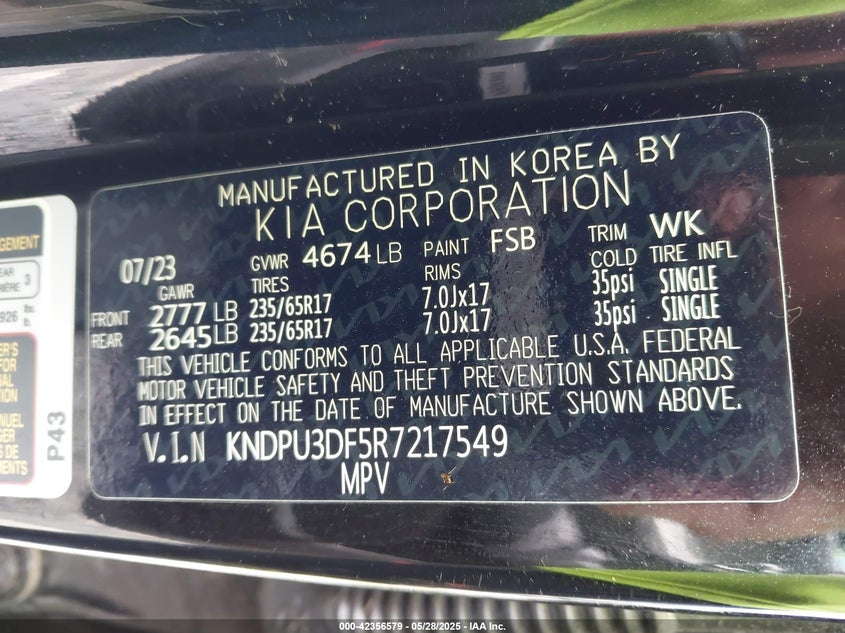 MANUFACTURED IN KOREA BY
KIA CORPORATION
07/23 GVWR 4674 LB PAINT FSB TRIM WK
GAWR TIRES RIMS COLD TIRE INFL
FRONT 2777 LB 235/65R17 7.0Jx17 35psi SINGLE
REAR 2645 LB 235/65R17 7.0Jx17 35psi SINGLE
THIS VEHICLE CONFORMS TO ALL APPLICABLE U.S.A. FEDERAL
MOTOR VEHICLE SAFETY AND THEFT PREVENTION STANDARDS
IN EFFECT ON THE DATE OF MANUFACTURE SHOWN ABOVE.
V.I.N KNDPU3DF5R7217549
MPV
3
P43
000-42356579 — 05/28/2025 — IAA Inc.